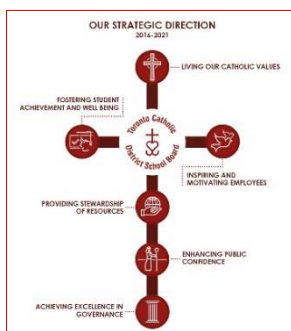 OUR STRATEGIC DIRECTION
2016-2021
LIVING OUR CATHOLIC VALUES
FOSTERING STUDENT
ACHIEVEMENT AND WELL BEING
Toronto Catholic
District School Board
INSPIRING AND
MOTIVATING EMPLOYEES
PROVIDING STEWARDSHIP
OF RESOURCES
ENHANCING PUBLIC
CONFIDENCE
ACHIEVING EXCELLENCE IN
GOVERNANCE